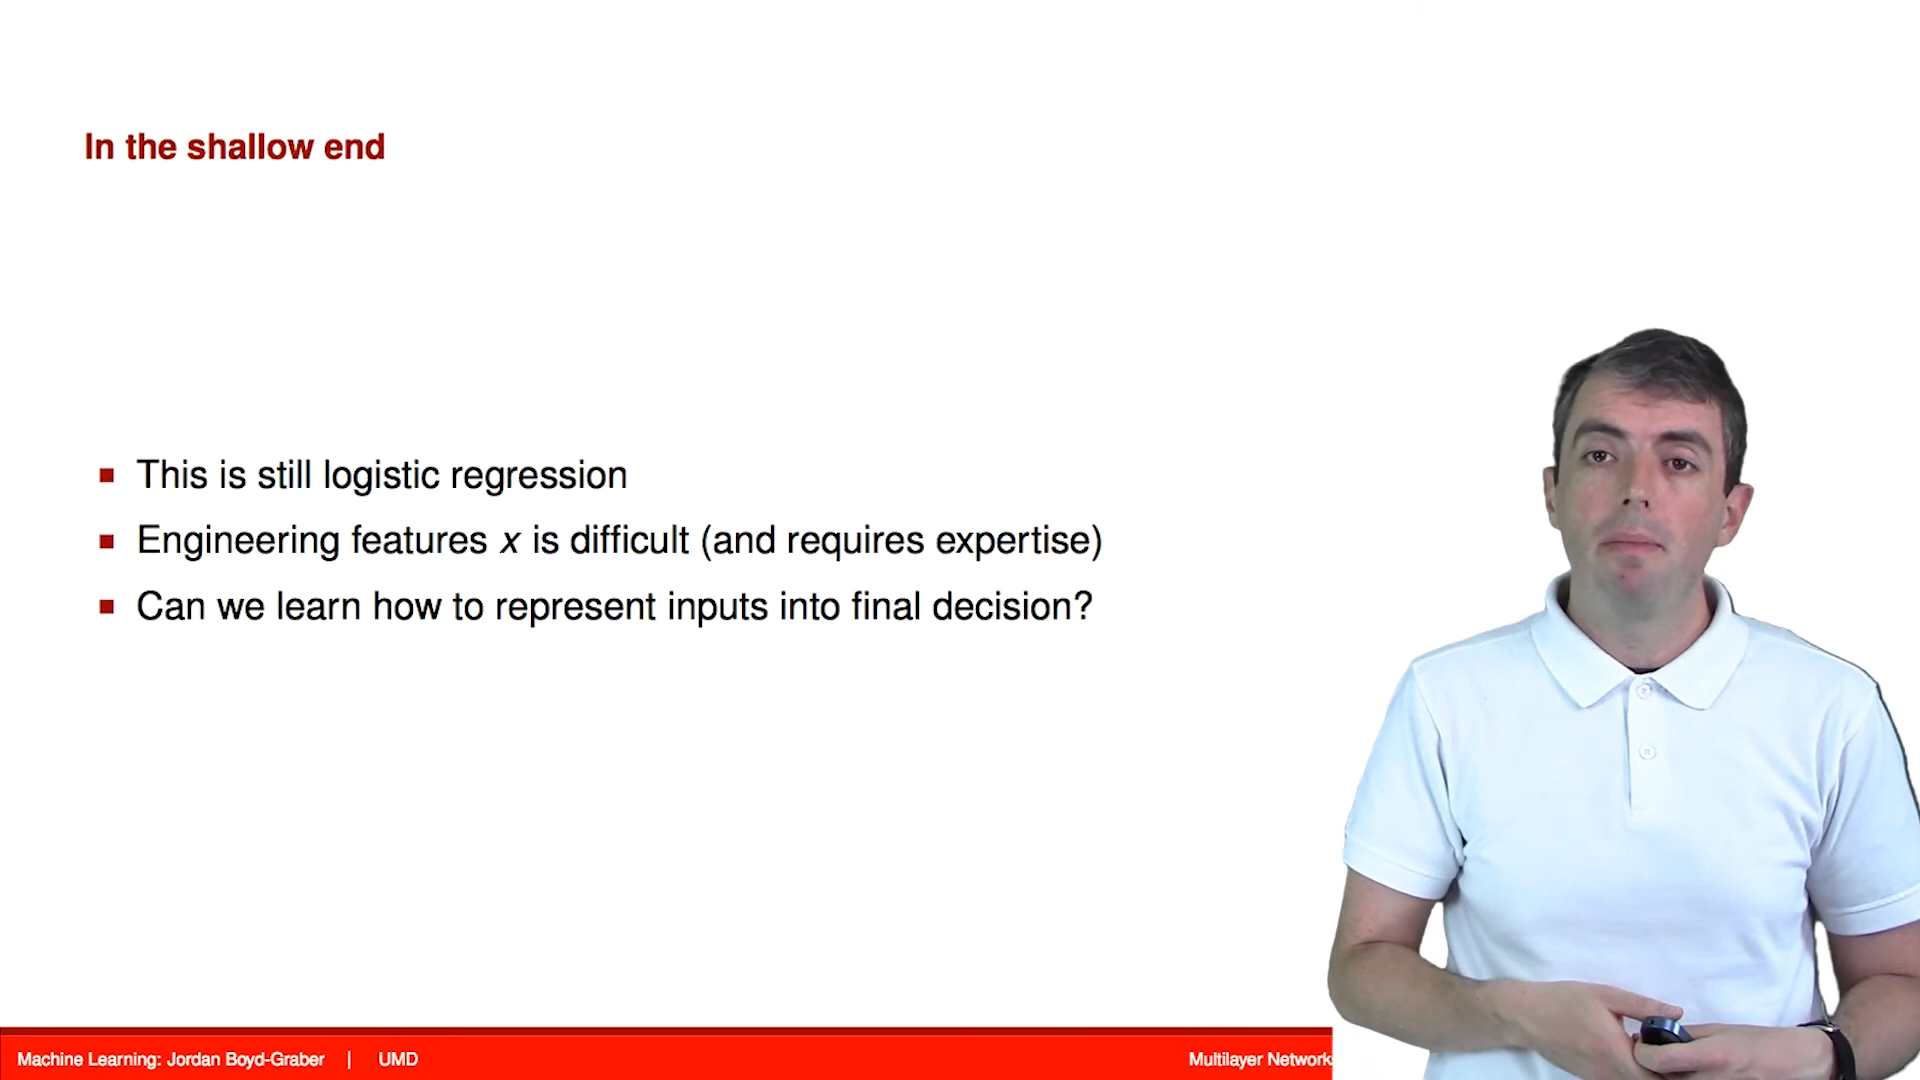 In the shallow end
This is still logistic regression
Engineering features x is difficult (and requires expertise)
Can we learn how to represent inputs into final decision?
Machine Learning: Jordan Boyd-Graber | UMD
Multilayer Network